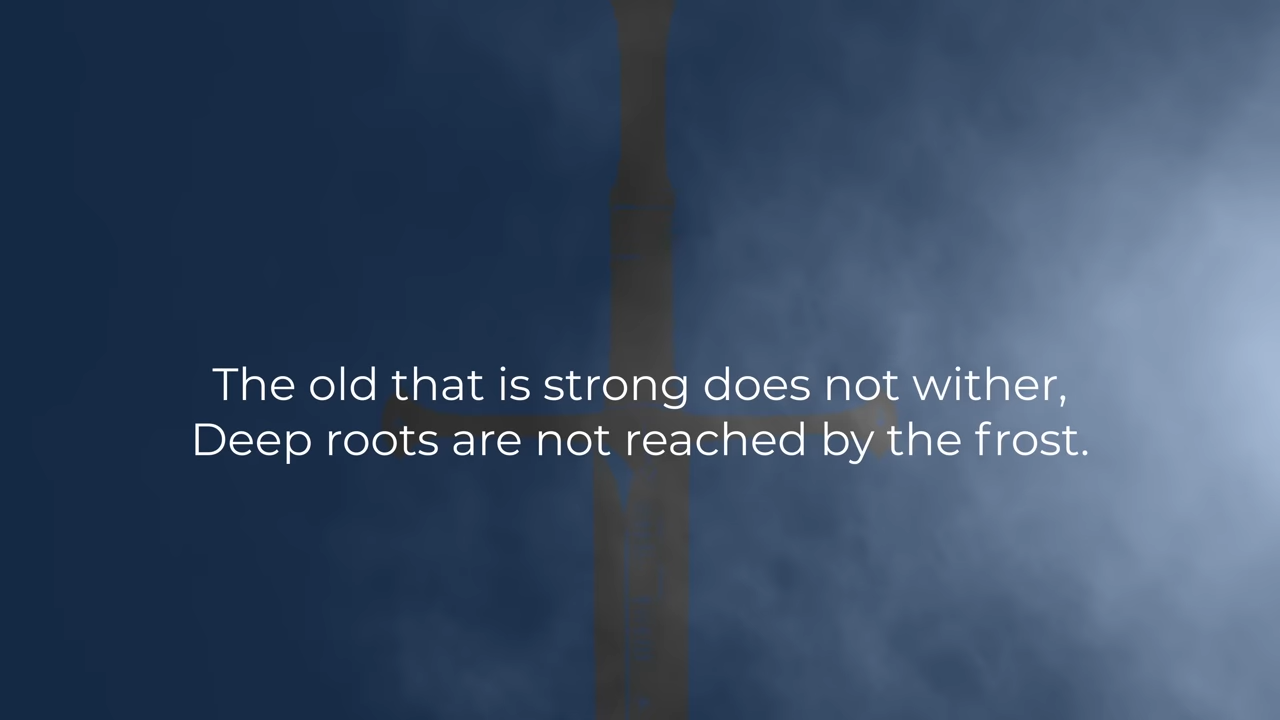 The old that is strong does not wither,
Deep roots are not reached by the frost.